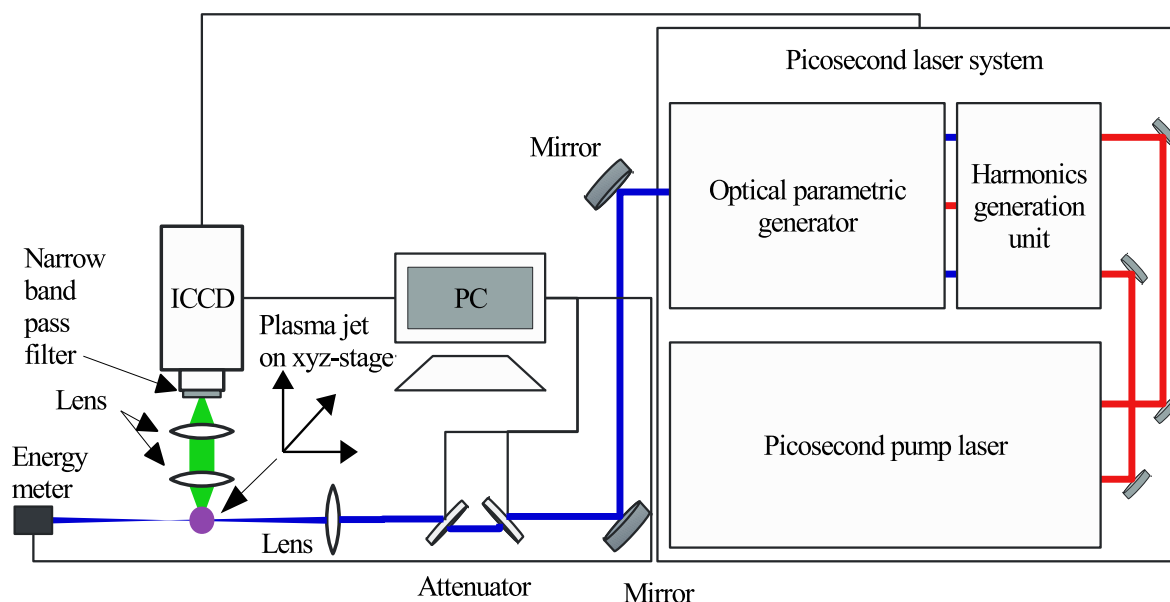 Picosecond laser system
Mirror
Optical parametric
generator
Harmonics
generation
unit
Narrow
band
pass
filter
ICCD
PC
Plasma jet
on xyz-stage
Lens
Picosecond pump laser
Energy
meter
Lens
Attenuator
Mirror